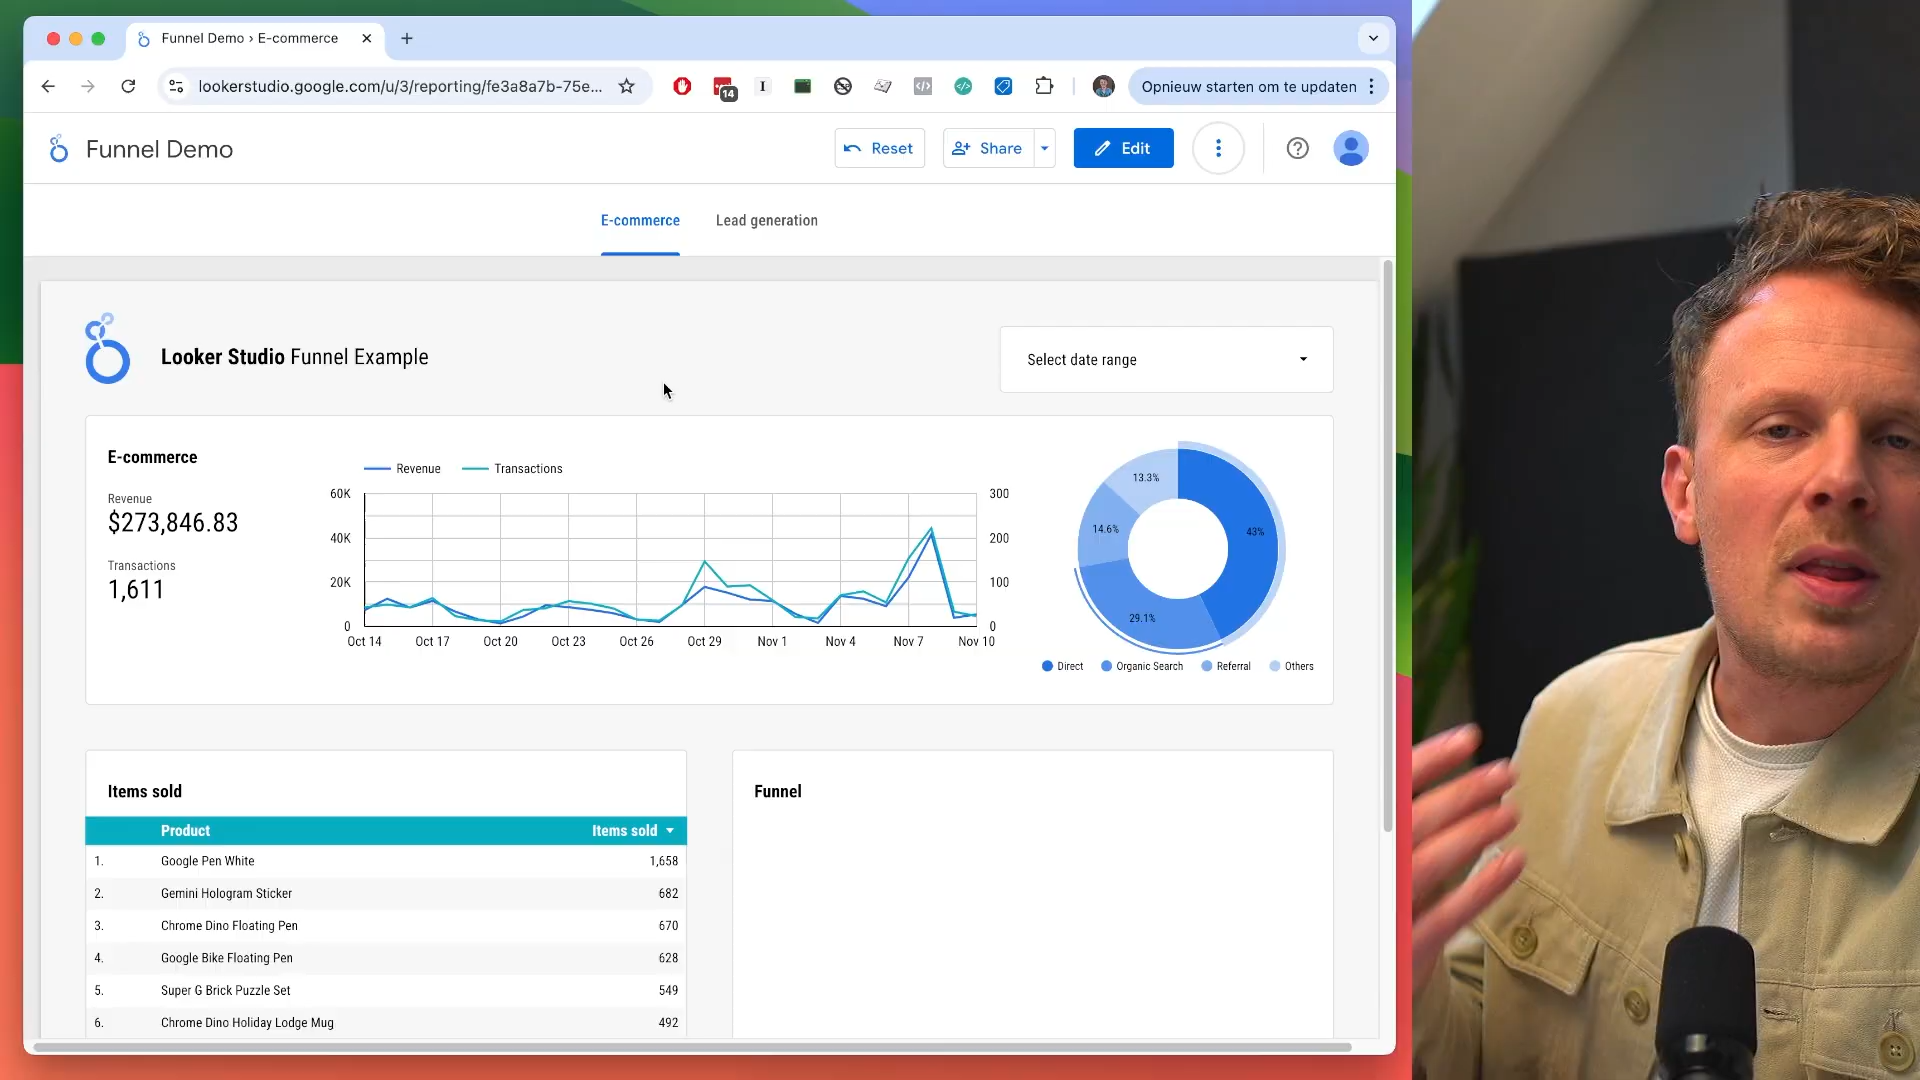 Funnel Demo › E-commerce
lookerstudio.google.com/u/3/reporting/fe3a8a7b-75e...
14
Opnieuw starten om te updaten
Funnel Demo
Reset
Share
Edit
E-commerce
Lead generation
Looker Studio Funnel Example
Select date range
E-commerce
Revenue
$273,846.83
Transactions
1,611
Revenue
Transactions
60K
40K
20K
0
300
200
100
0
Oct 14
Oct 17
Oct 20
Oct 23
Oct 26
Oct 29
Nov 1
Nov 4
Nov 7
Nov 10
13.3%
14.6%
43%
29.1%
Direct
Organic Search
Referral
Others
Items sold
Product Items sold
1. Google Pen White 1,658
2. Gemini Hologram Sticker 682
3. Chrome Dino Floating Pen 670
4. Google Bike Floating Pen 628
5. Super G Brick Puzzle Set 549
6. Chrome Dino Holiday Lodge Mug 492
Funnel